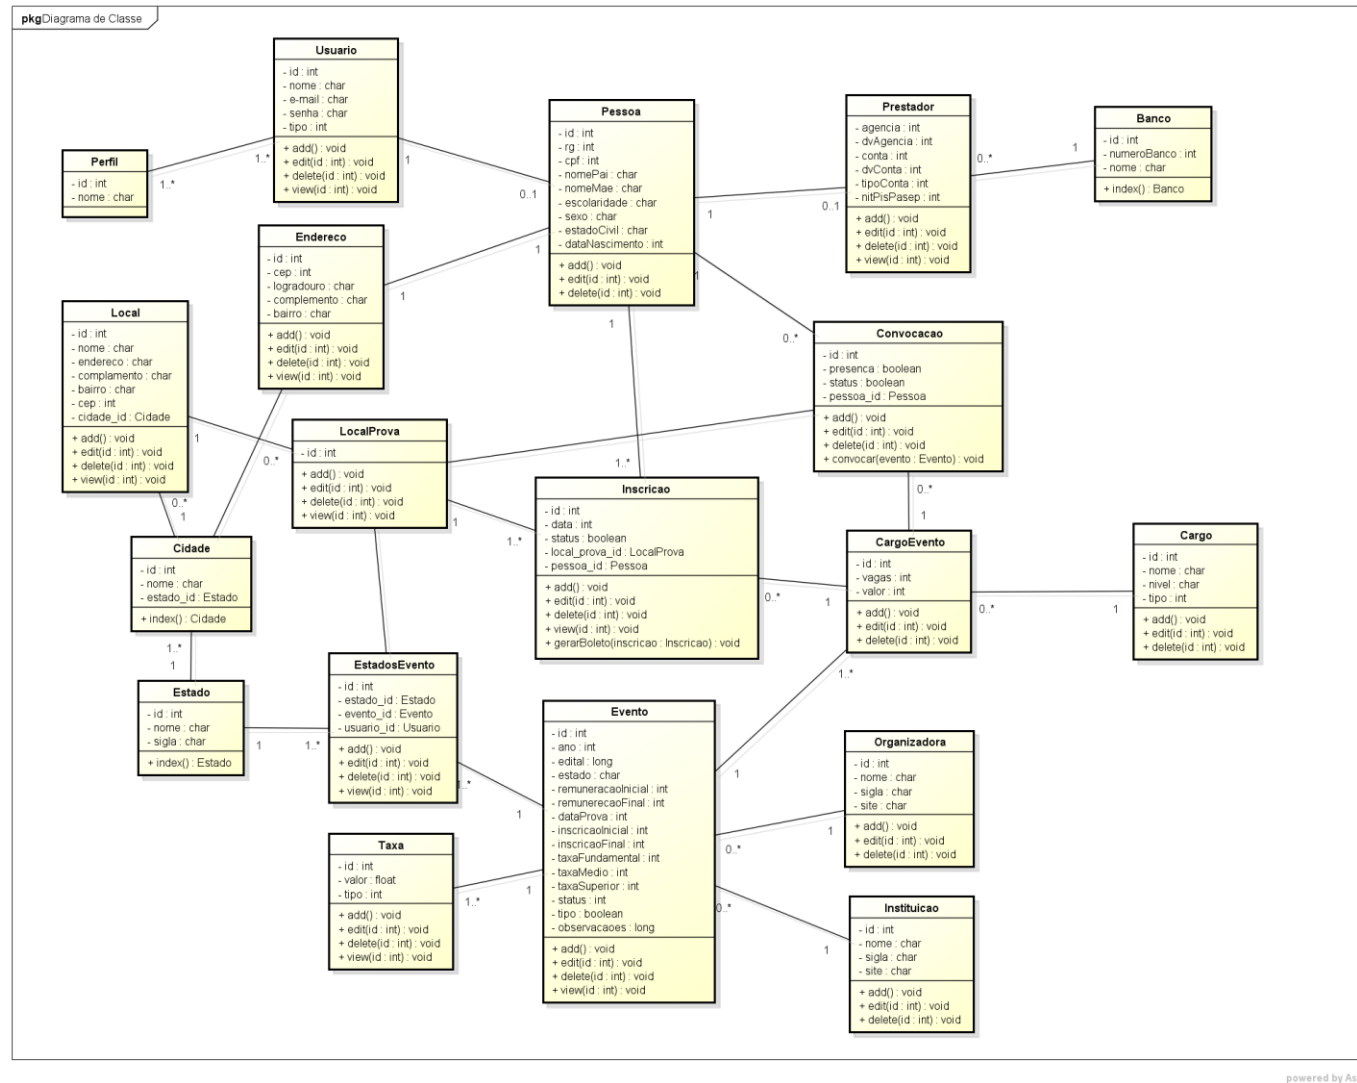 pkg Diagrama de Classe
Usuario
- id : int
- nome : char
- e-mail : char
- senha : char
- tipo : int
+ add() : void
+ edit(id : int) : void
+ delete(id : int) : void
+ view(id : int) : void
1..*
1
Perfil
- id : int
- nome : char
1..*
Pessoa
- id : int
- rg : int
- cpf : int
- nomePai : char
- nomeMae : char
- escolaridade : char
- sexo : char
- estadoCivil : char
- dataNascimento : int
+ add() : void
+ edit(id : int) : void
+ delete(id : int) : void
0..1
1
1
1
1
Prestador
- agencia : int
- dvAgencia : int
- conta : int
- dvConta : int
- tipoConta : int
- nitPisPasep : int
+ add() : void
+ edit(id : int) : void
+ delete(id : int) : void
+ view(id : int) : void
0..1
0..*
Banco
- id : int
- numeroBanco : int
- nome : char
+ index() : Banco
1
Endereco
- id : int
- cep : int
- logradouro : char
- complemento : char
- bairro : char
+ add() : void
+ edit(id : int) : void
+ delete(id : int) : void
+ view(id : int) : void
1
Local
- id : int
- nome : char
- endereco : char
- complamento : char
- bairro : char
- cep : int
- cidade_id : Cidade
+ add() : void
+ edit(id : int) : void
+ delete(id : int) : void
+ view(id : int) : void
1
0..*
Convocacao
- id : int
- presenca : boolean
- status : boolean
- pessoa_id : Pessoa
+ add() : void
+ edit(id : int) : void
+ delete(id : int) : void
+ convocar(evento : Evento) : void
0..*
0..*
LocalProva
- id : int
+ add() : void
+ edit(id : int) : void
+ delete(id : int) : void
+ view(id : int) : void
0..*
1
Inscricao
- id : int
- data : int
- status : boolean
- local_prova_id : LocalProva
- pessoa_id : Pessoa
+ add() : void
+ edit(id : int) : void
+ delete(id : int) : void
+ view(id : int) : void
+ gerarBoleto(inscricao : Inscricao) : void
1..*
1..*
0..*
CargoEvento
- id : int
- vagas : int
- valor : int
+ add() : void
+ edit(id : int) : void
+ delete(id : int) : void
1
1
0..*
1..*
Cargo
- id : int
- nome : char
- nivel : char
- tipo : int
+ add() : void
+ edit(id : int) : void
+ delete(id : int) : void
1
Cidade
- id : int
- nome : char
- estado_id : Estado
+ index() : Cidade
1
1..*
Estado
- id : int
- nome : char
- sigla : char
+ index() : Estado
1
1
EstadosEvento
- id : int
- estado_id : Estado
- evento_id : Evento
- usuario_id : Usuario
+ add() : void
+ edit(id : int) : void
+ delete(id : int) : void
+ view(id : int) : void
1..*
1..*
Evento
- id : int
- ano : int
- edital : long
- estado : char
- remuneracaoInicial : int
- remunerecaoFinal : int
- dataProva : int
- inscricaoInicial : int
- inscricaoFinal : int
- taxaFundamental : int
- taxaMedio : int
- taxaSuperior : int
- status : int
- tipo : boolean
- observacaoes : long
+ add() : void
+ edit(id : int) : void
+ delete(id : int) : void
+ view(id : int) : void
1
1
1
0..*
0..*
Taxa
- id : int
- valor : float
- tipo : int
+ add() : void
+ edit(id : int) : void
+ delete(id : int) : void
+ view(id : int) : void
1..*
Organizadora
- id : int
- nome : char
- sigla : char
- site : char
+ add() : void
+ edit(id : int) : void
+ delete(id : int) : void
1
Instituicao
- id : int
- nome : char
- sigla : char
- site : char
+ add() : void
+ edit(id : int) : void
+ delete(id : int) : void
1
powered by As